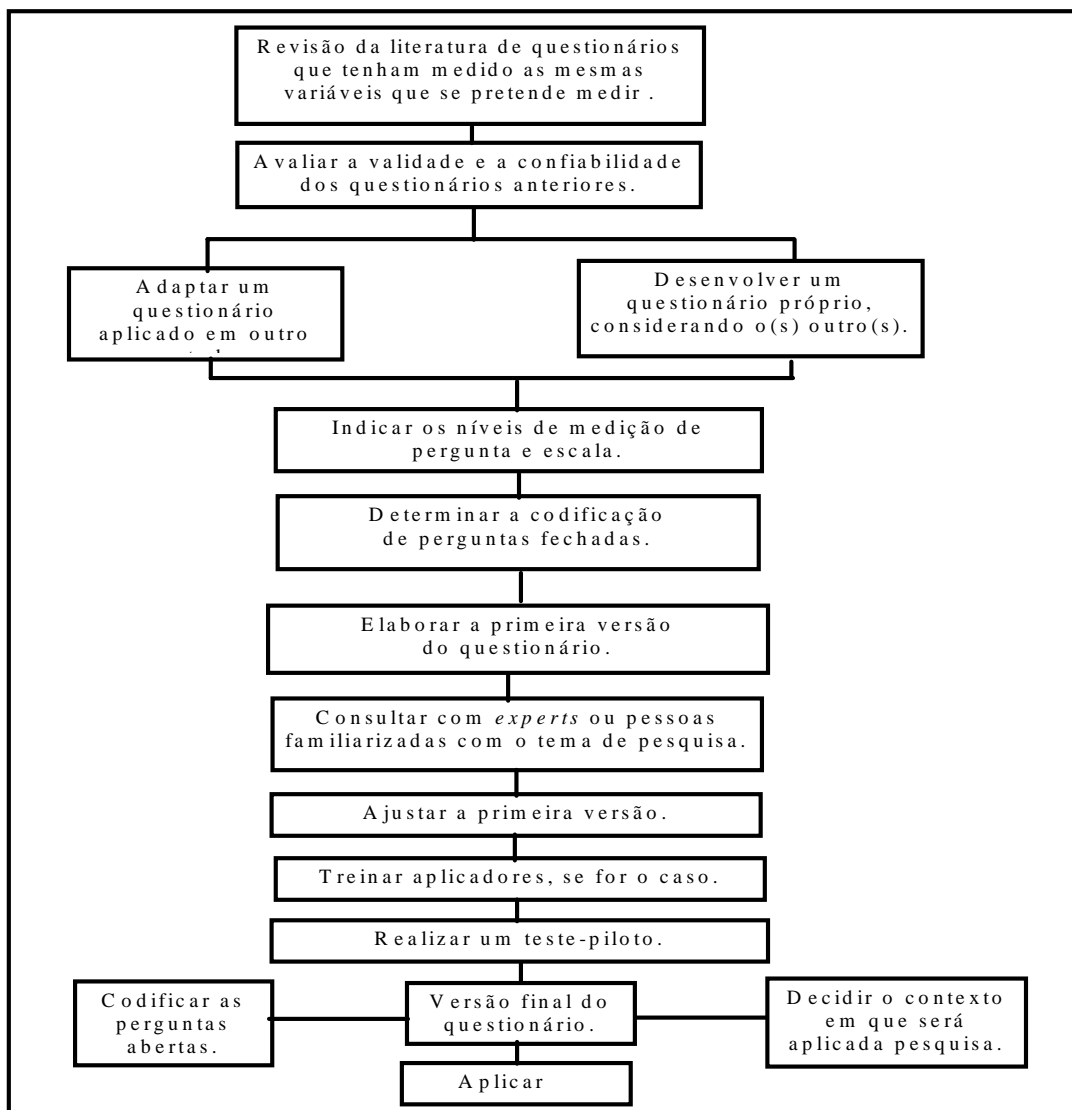 Revisão da literatura de questionários
que tenham medido as mesmas
variáveis que se pretende medir .
Avaliar a validade e a confiabilidade
dos questionários anteriores.
Adaptar um
questionário
aplicado em outro
Desenvolver um
questionário próprio,
considerando o(s) outro(s).
Indicar os níveis de medição de
pergunta e escala.
Determinar a codificação
de perguntas fechadas.
Elaborar a primeira versão
do questionário.
Consultar com experts ou pessoas
familiarizadas com o tema de pesquisa.
Ajustar a primeira versão.
Treinar aplicadores, se for o caso.
Realizar um teste-piloto.
Codificar as
perguntas
abertas.
Versão final do
questionário.
Decidir o contexto
em que será
aplicada pesquisa.
Aplicar